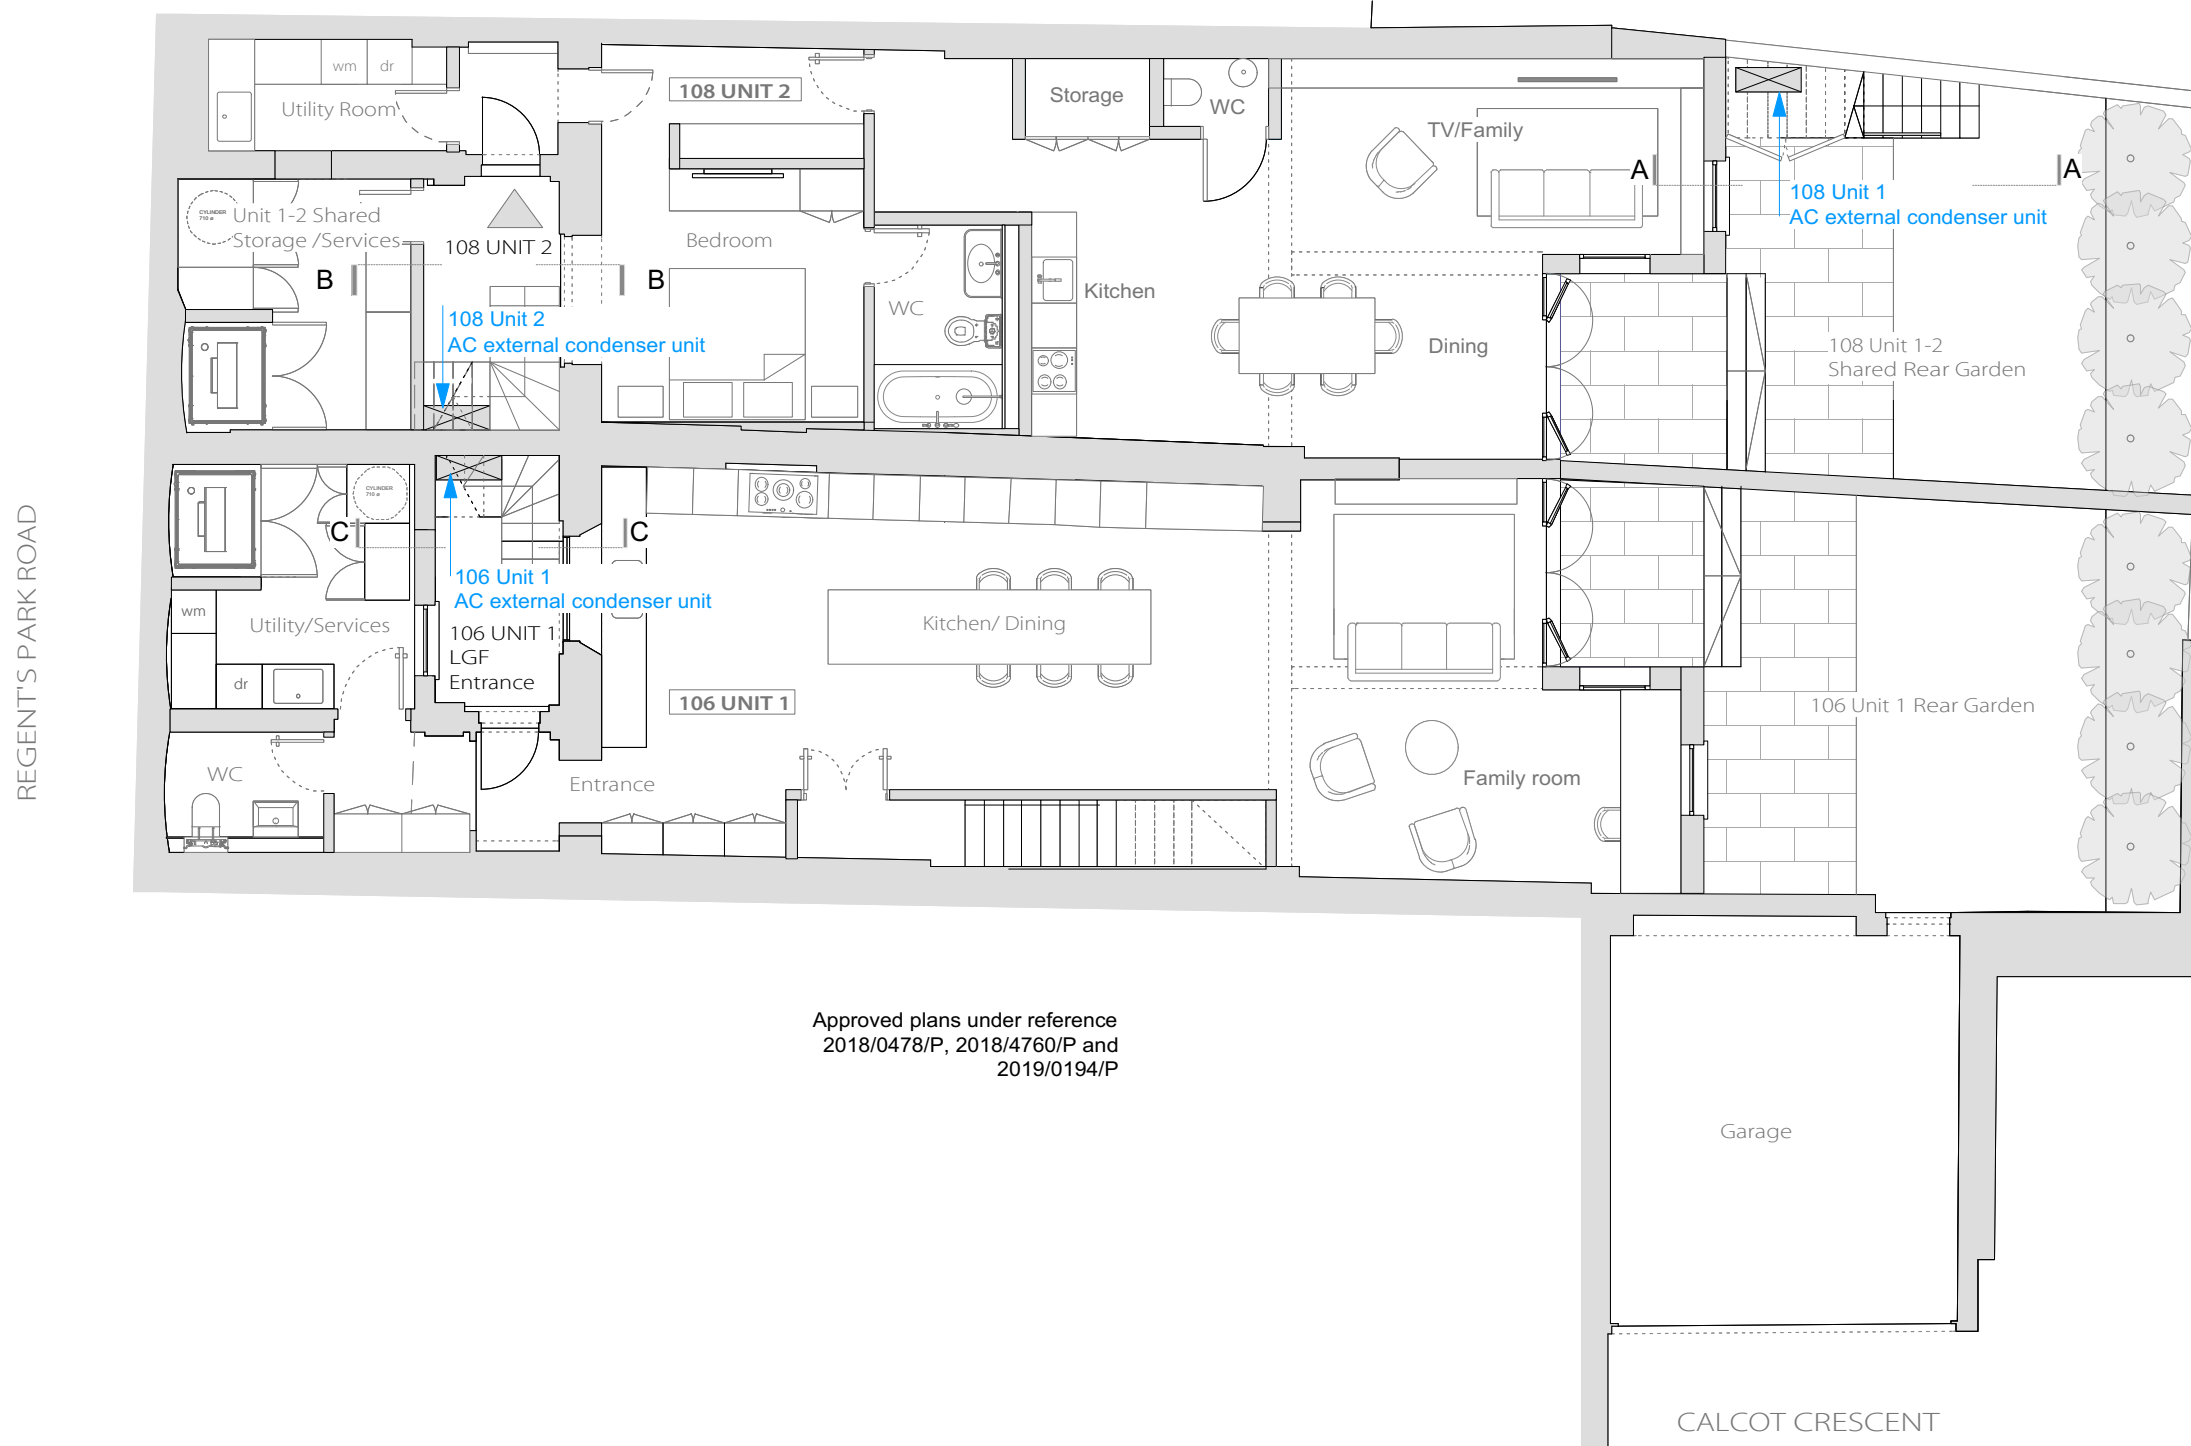 wm
dr
Utility Room
108 UNIT 2
Storage
WC
TV/Family
A
A
108 Unit 1
AC external condenser unit
CYLINDER
710 ø
Unit 1-2 Shared
Storage /Services
108 UNIT 2
Bedroom
B
B
WC
Kitchen
108 Unit 2
AC external condenser unit
Dining
108 Unit 1-2
Shared Rear Garden
CYLINDER
710 ø
C
C
106 Unit 1
AC external condenser unit
wm
Utility/Services
106 UNIT 1
LGF
Entrance
Kitchen/ Dining
dr
106 UNIT 1
106 Unit 1 Rear Garden
WC
Entrance
Family room
REGENT'S PARK ROAD
Approved plans under reference
2018/0478/P, 2018/4760/P and
2019/0194/P
Garage
CALCOT CRESCENT